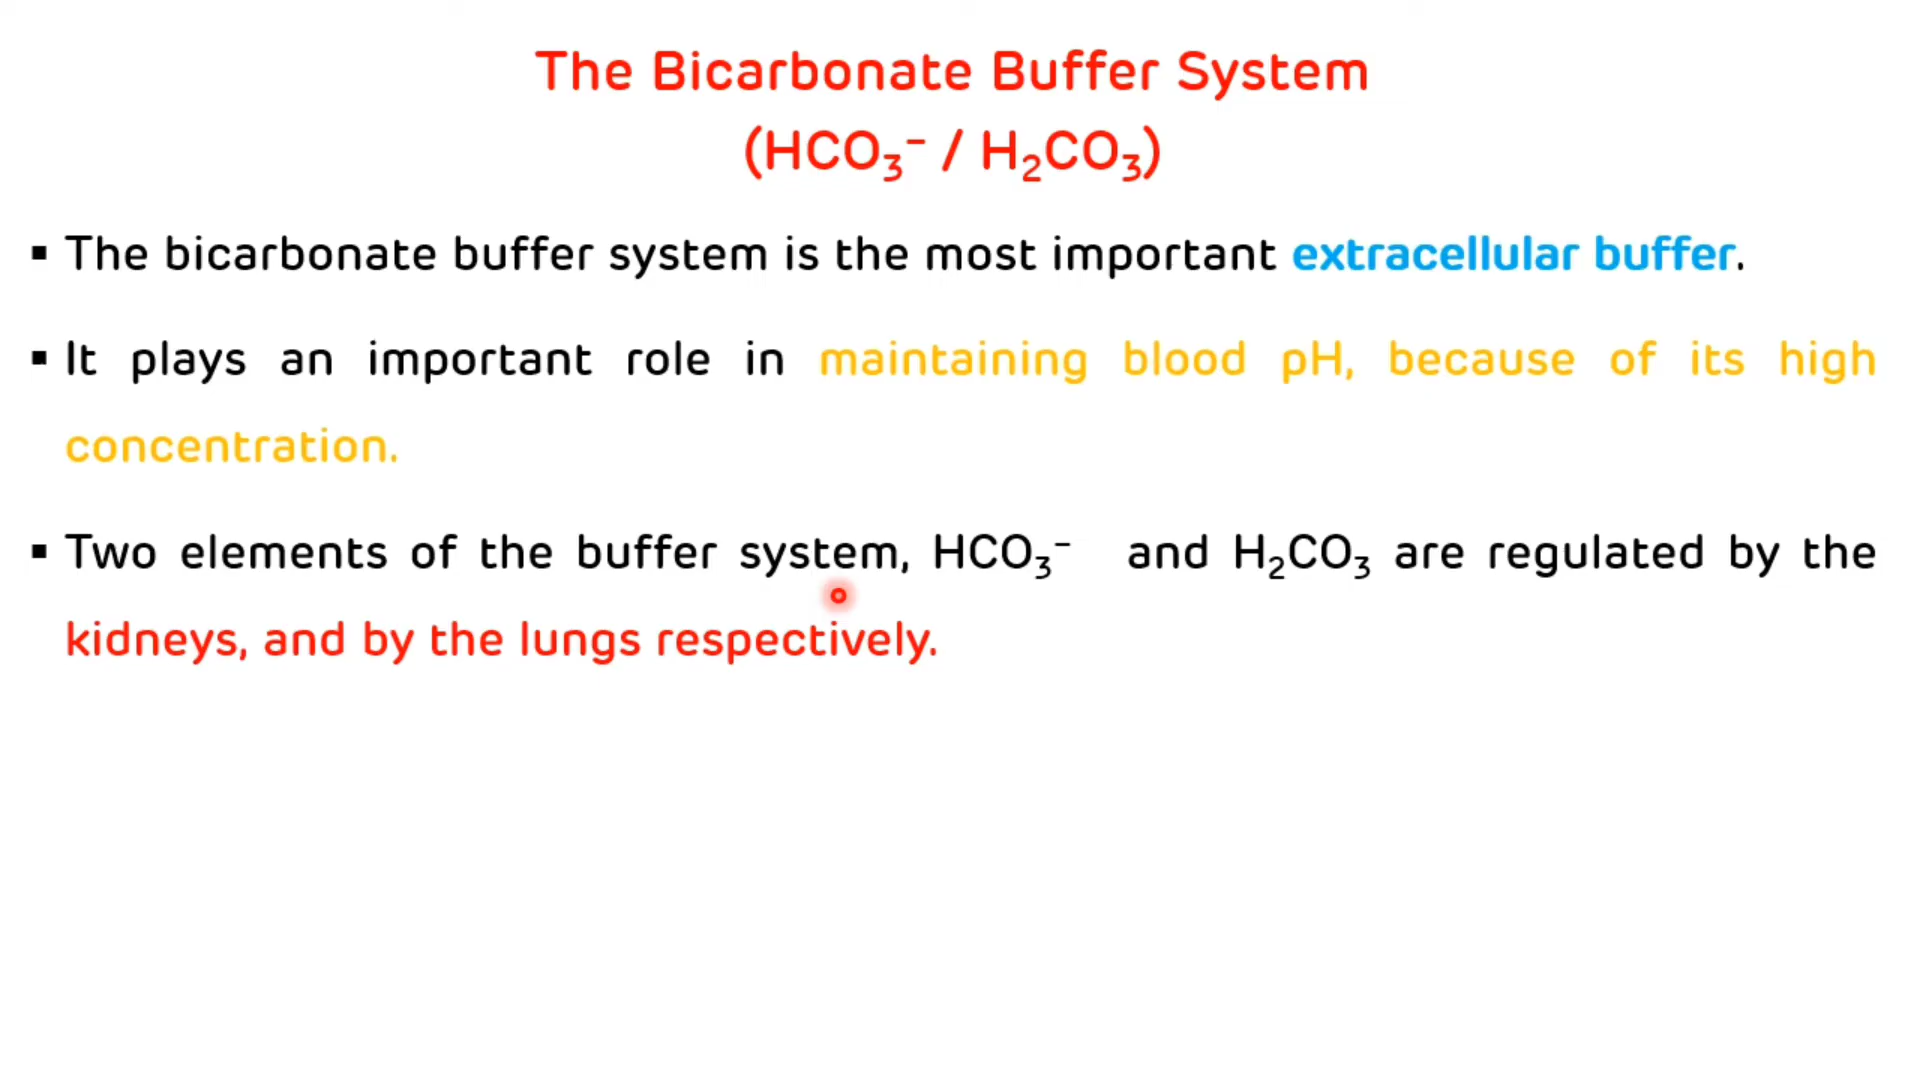 The Bicarbonate Buffer System
(HCO₃⁻ / H₂CO₃)
▪ The bicarbonate buffer system is the most important extracellular buffer.
▪ It plays an important role in maintaining blood pH, because of its high
concentration.
▪ Two elements of the buffer system, HCO₃⁻ and H₂CO₃ are regulated by the
kidneys, and by the lungs respectively.